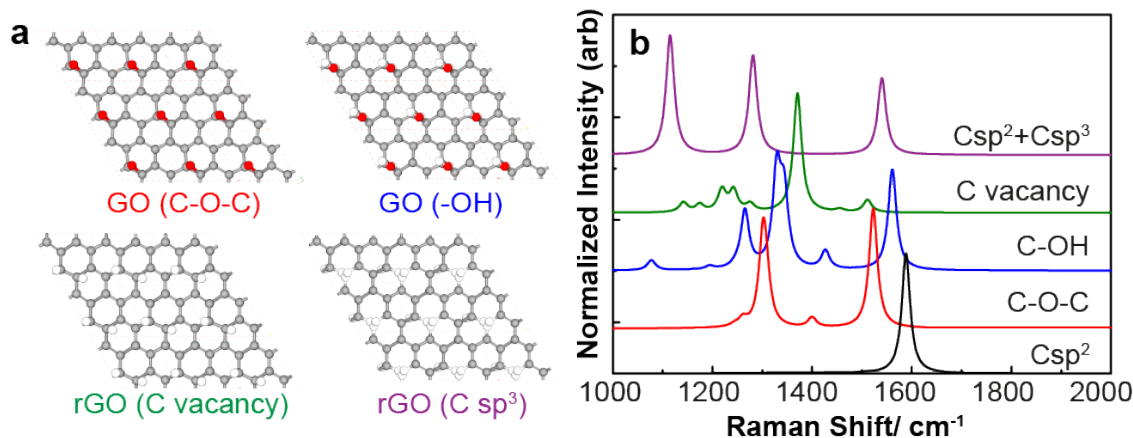 a
GO (C-O-C)
GO (-OH)
rGO (C vacancy)
rGO (C sp³)
b
Normalized Intensity (arb)
Csp²+Csp³
C vacancy
C-OH
C-O-C
Csp²
1000 1200 1400 1600 1800 2000
Raman Shift/ cm⁻¹